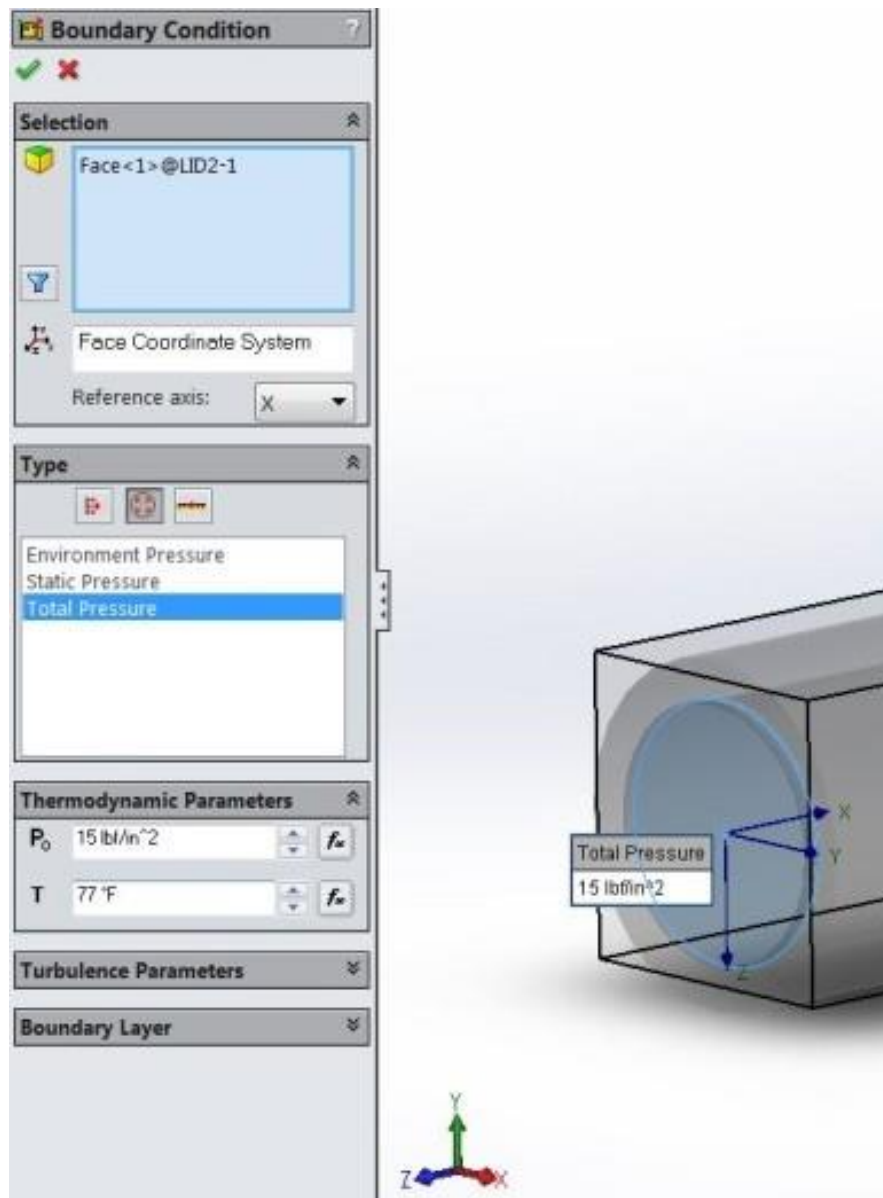 Boundary Condition ?
Selection
Face<1>@LID2-1
Face Coordinate System
Reference axis: X
Type
Environment Pressure
Static Pressure
Total Pressure
Thermodynamic Parameters
P₀ 15 lbf/in^2
T 77 °F
Turbulence Parameters
Boundary Layer
X
Total Pressure
Y
15 lbf/in^2
Z
Y
Z X